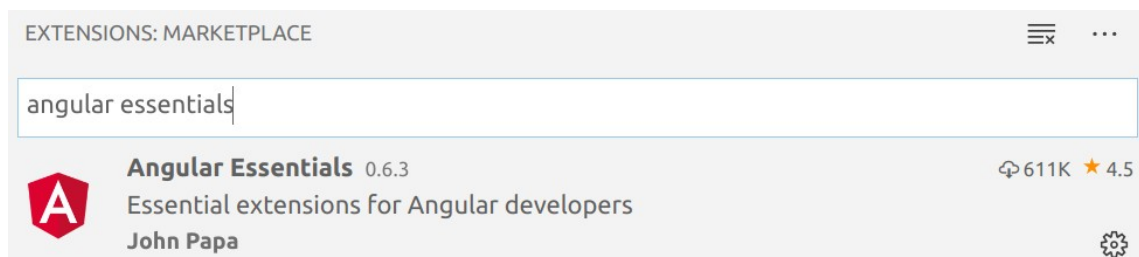 EXTENSIONS: MARKETPLACE
angular essentials
Angular Essentials 0.6.3 611K 4.5
Essential extensions for Angular developers
John Papa